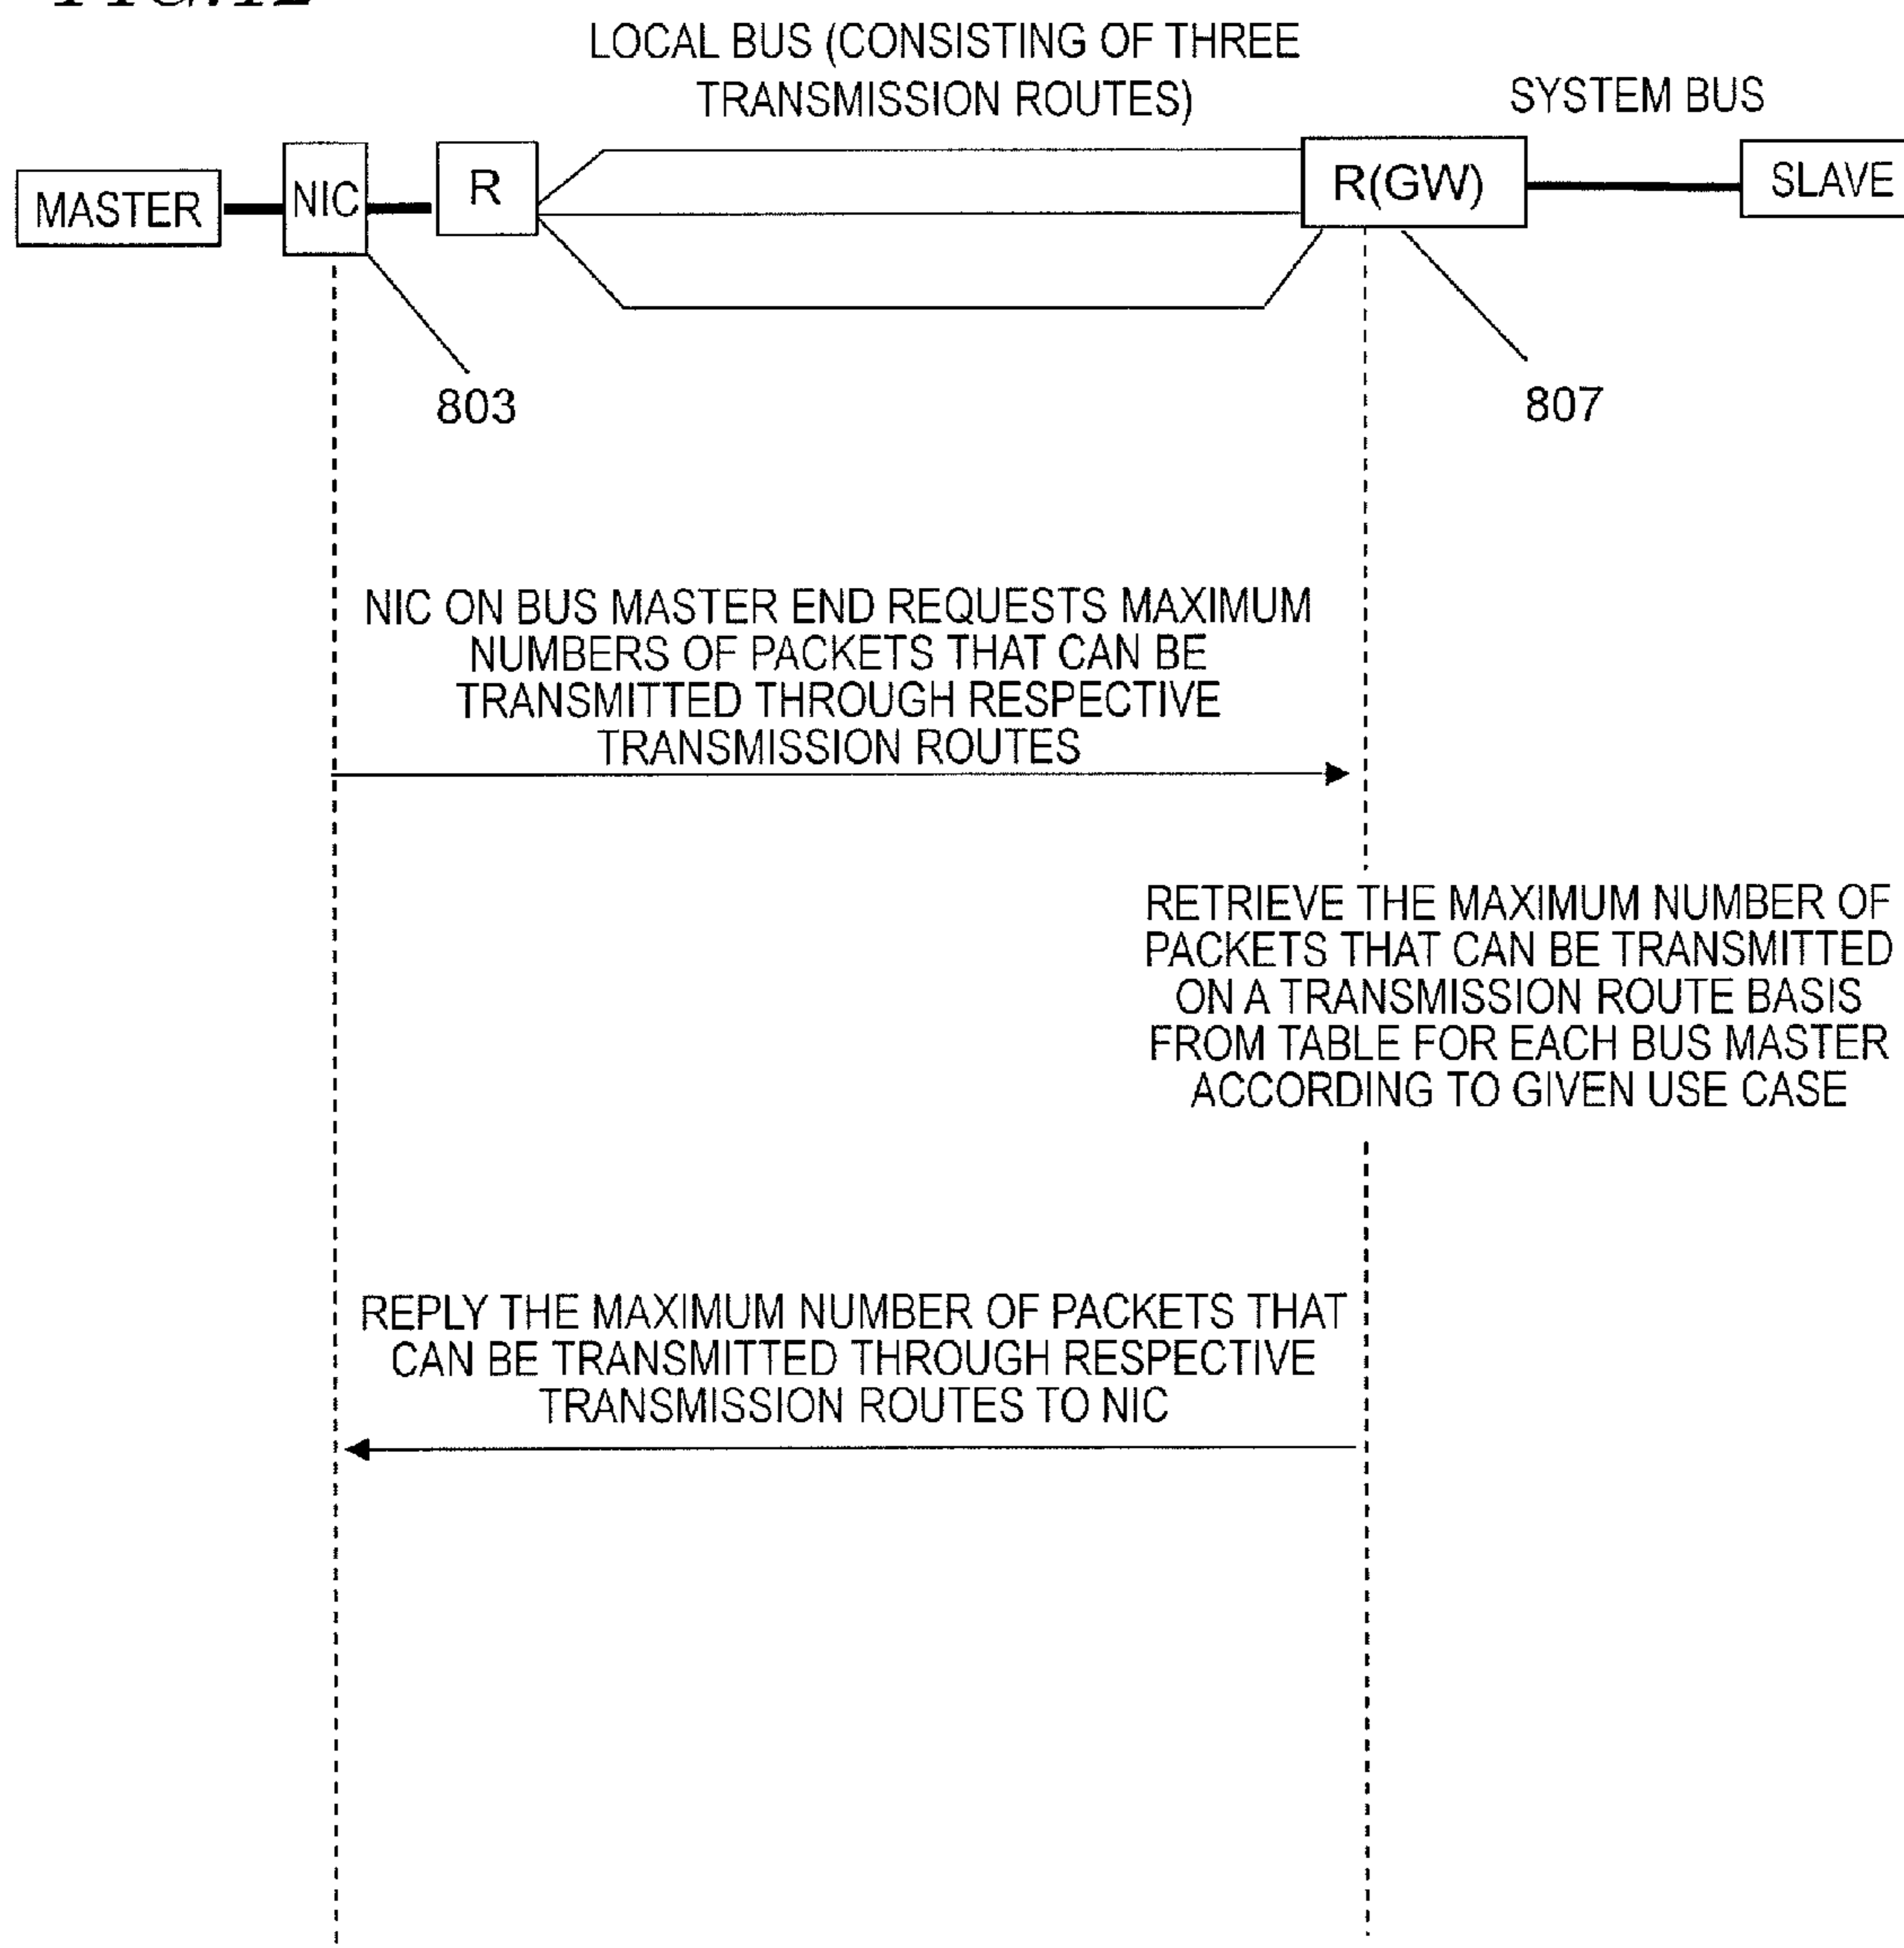 LOCAL BUS (CONSISTING OF THREE
TRANSMISSION ROUTES)
SYSTEM BUS
MASTER
NIC
R
R(GW)
SLAVE
803
807
NIC ON BUS MASTER END REQUESTS MAXIMUM
NUMBERS OF PACKETS THAT CAN BE
TRANSMITTED THROUGH RESPECTIVE
TRANSMISSION ROUTES
RETRIEVE THE MAXIMUM NUMBER OF
PACKETS THAT CAN BE TRANSMITTED
ON A TRANSMISSION ROUTE BASIS
FROM TABLE FOR EACH BUS MASTER
ACCORDING TO GIVEN USE CASE
REPLY THE MAXIMUM NUMBER OF PACKETS THAT
CAN BE TRANSMITTED THROUGH RESPECTIVE
TRANSMISSION ROUTES TO NIC